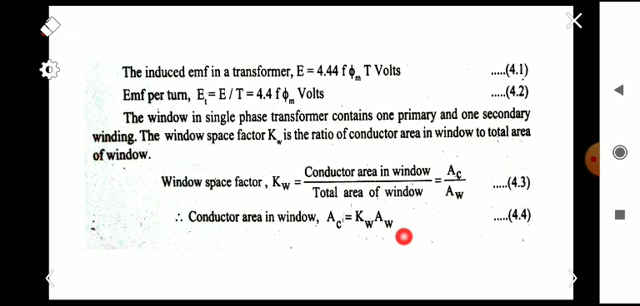 The induced emf in a transformer, E = 4.44 f ϕm T Volts .....(4.1)
Emf per turn, Et = E / T = 4.4 f ϕm Volts .....(4.2)
The window in single phase transformer contains one primary and one secondary
winding. The window space factor Kw is the ratio of conductor area in window to total area
of window.
Window space factor , KW = Conductor area in window / Total area of window = AC / AW .....(4.3)
∴ Conductor area in window, AC = KW AW .....(4.4)